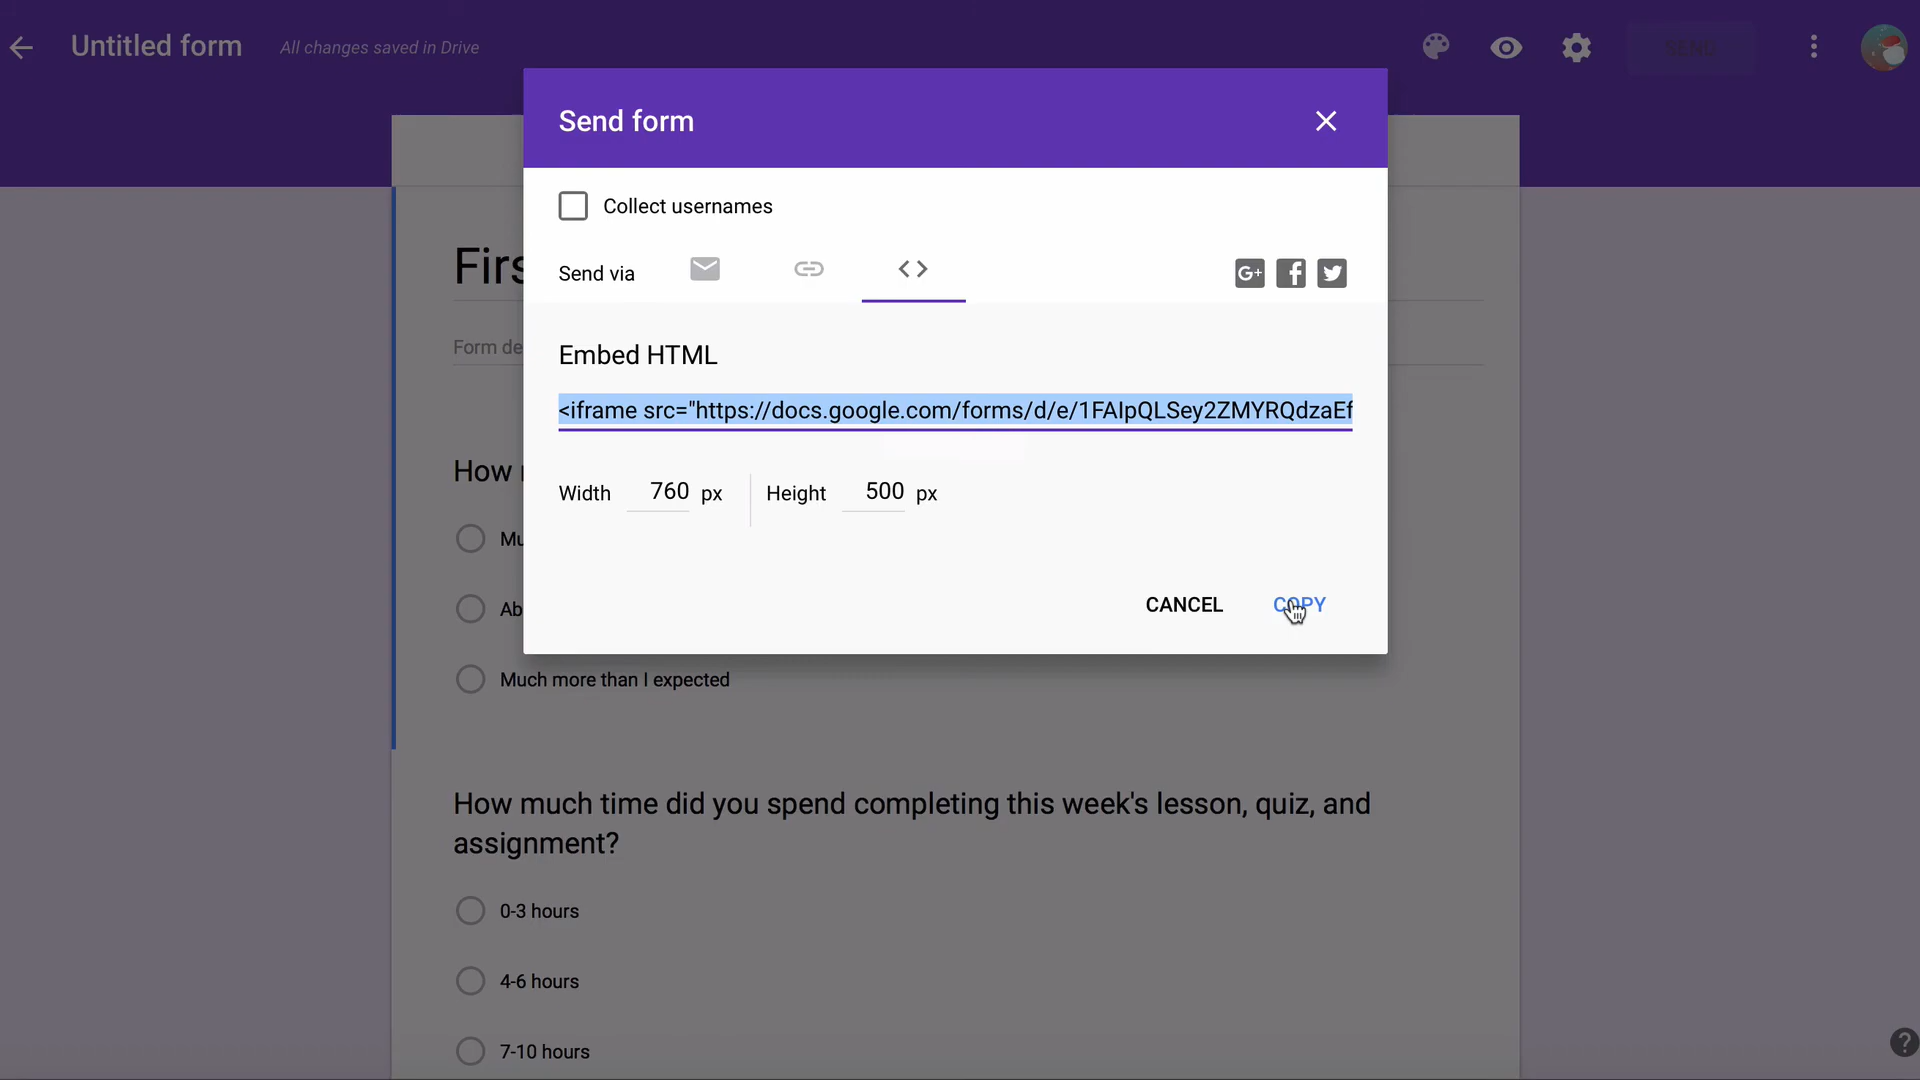 Untitled form
All changes saved in Drive
SEND
Send form
Collect usernames
Send via
G+
Firs
Form de
Embed HTML
<iframe src="https://docs.google.com/forms/d/e/1FAIpQLSey2ZMYRQdzaEf
Width 760 px Height 500 px
How
Mu
Ab
CANCEL COPY
Much more than I expected
How much time did you spend completing this week's lesson, quiz, and
assignment?
0-3 hours
4-6 hours
7-10 hours
?